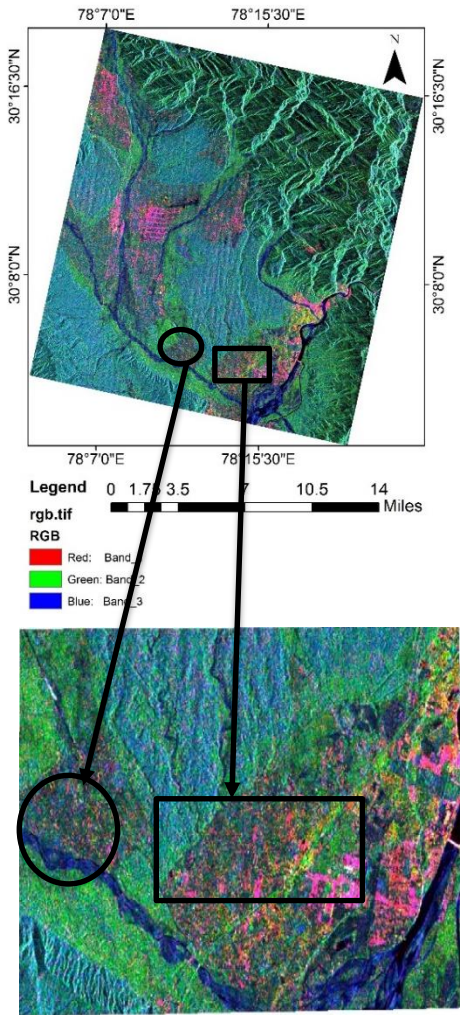 78°7'0"E 78°15'30"E
N
30°16'30"N 30°16'30"N
30°8'0"N 30°8'0"N
78°7'0"E 78°15'30"E
Legend
0 1.75 3.5 7 10.5 14
Miles
rgb.tif
RGB
Red: Band_
Green: Band_2
Blue: Band_3